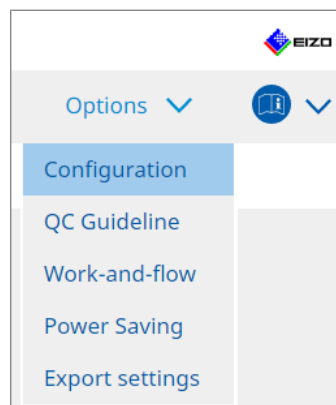 EIZO
Options
Configuration
QC Guideline
Work-and-flow
Power Saving
Export settings